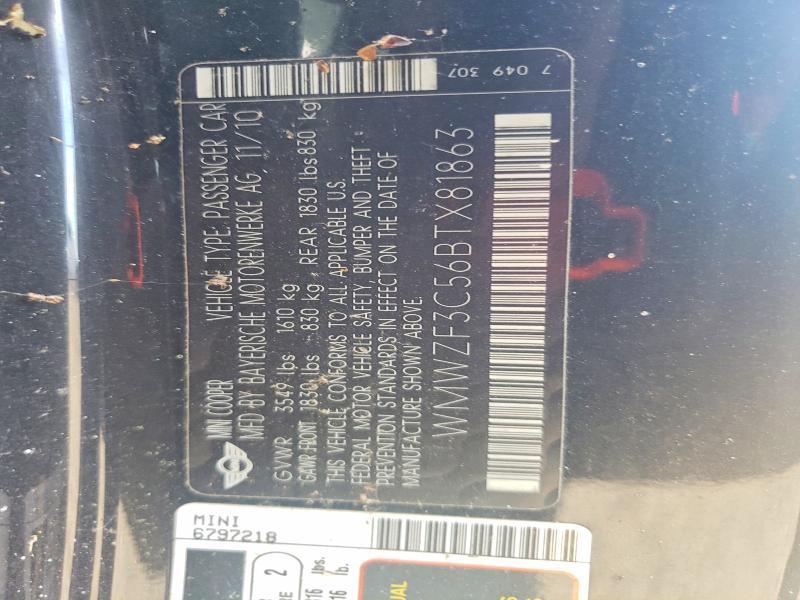 7 049 307
MINI COOPER VEHICLE TYPE: PASSENGER CAR
MFD BY BAYERISCHE MOTORENWERKE AG, 11/10
GVWR 3549 lbs 1610 kg
GAWR FRONT 1830 lbs 830 kg, REAR 1830 lbs 830 kg
THIS VEHICLE CONFORMS TO ALL APPLICABLE U.S.
FEDERAL MOTOR VEHICLE SAFETY, BUMPER AND THEFT
PREVENTION STANDARDS IN EFFECT ON THE DATE OF
MANUFACTURE SHOWN ABOVE.
WMWZF3C56BTX81863
MINI
6797218
2
lbs.
lb.